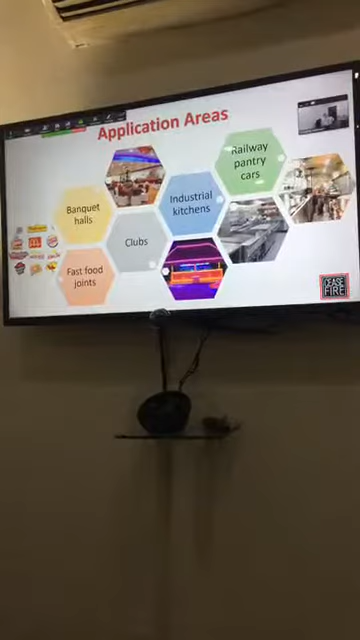 Application Areas
Railway
pantry
cars
Banquet
halls
Industrial
kitchens
Clubs
Fast food
joints
CEASE
FIRE